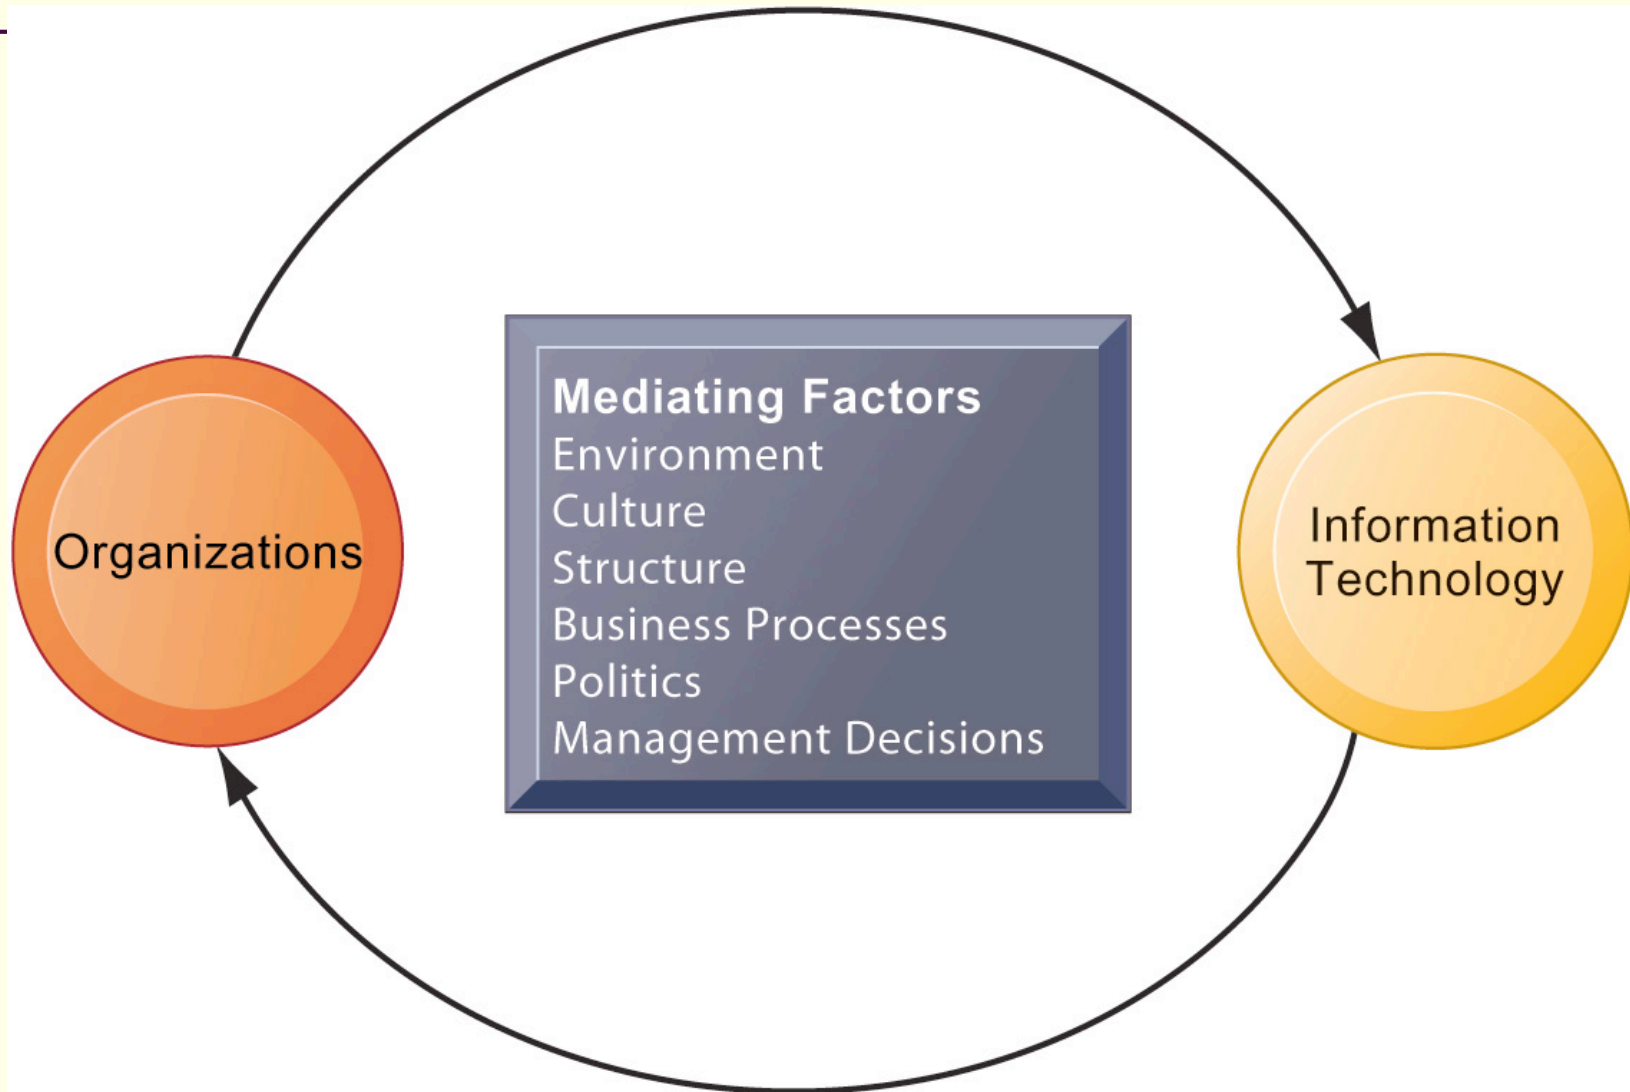 Organizations
Mediating Factors
Environment
Culture
Structure
Business Processes
Politics
Management Decisions
Information
Technology